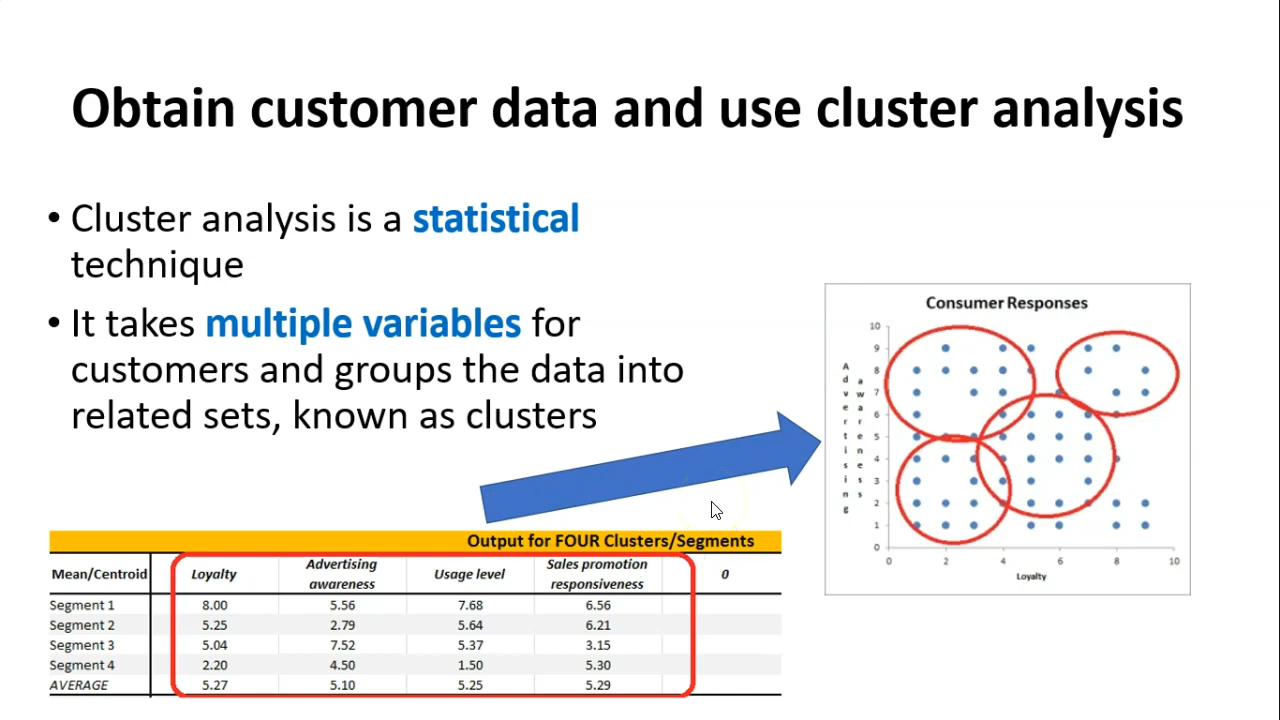 Obtain customer data and use cluster analysis
• Cluster analysis is a statistical
technique
• It takes multiple variables for
customers and groups the data into
related sets, known as clusters
Output for FOUR Clusters/Segments
Mean/Centroid Loyalty Advertising awareness Usage level Sales promotion responsiveness 0
Segment 1 8.00 5.56 7.68 6.56
Segment 2 5.25 2.79 5.64 6.21
Segment 3 5.04 7.52 5.37 3.15
Segment 4 2.20 4.50 1.50 5.30
AVERAGE 5.27 5.10 5.25 5.29
Consumer Responses
Advertising
awareness
10
9
8
7
6
5
4
3
2
1
0
0 2 4 6 8 10
Loyalty